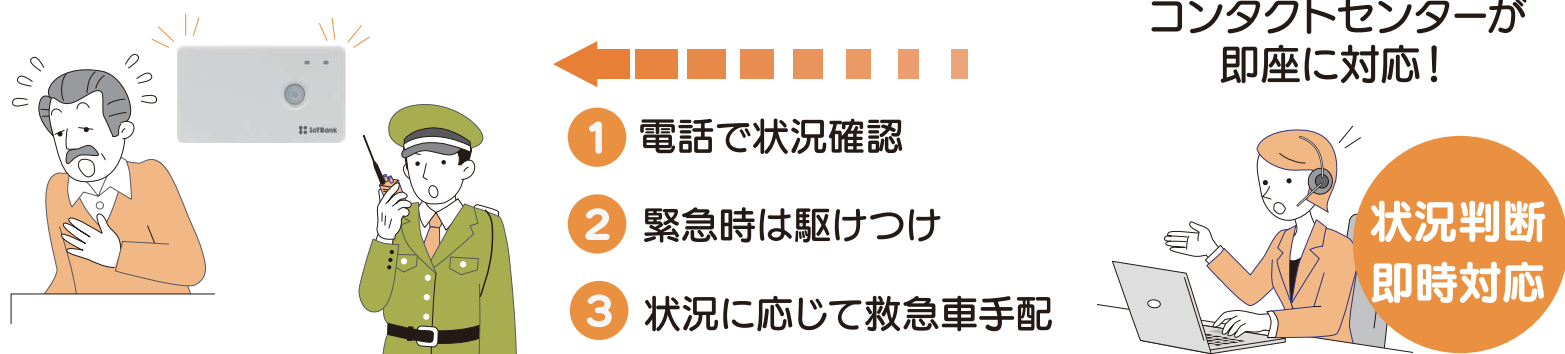 コンタクトセンターが
即座に対応!
IoTBank
1 電話で状況確認
2 緊急時は駆けつけ
3 状況に応じて救急車手配
状況判断
即時対応